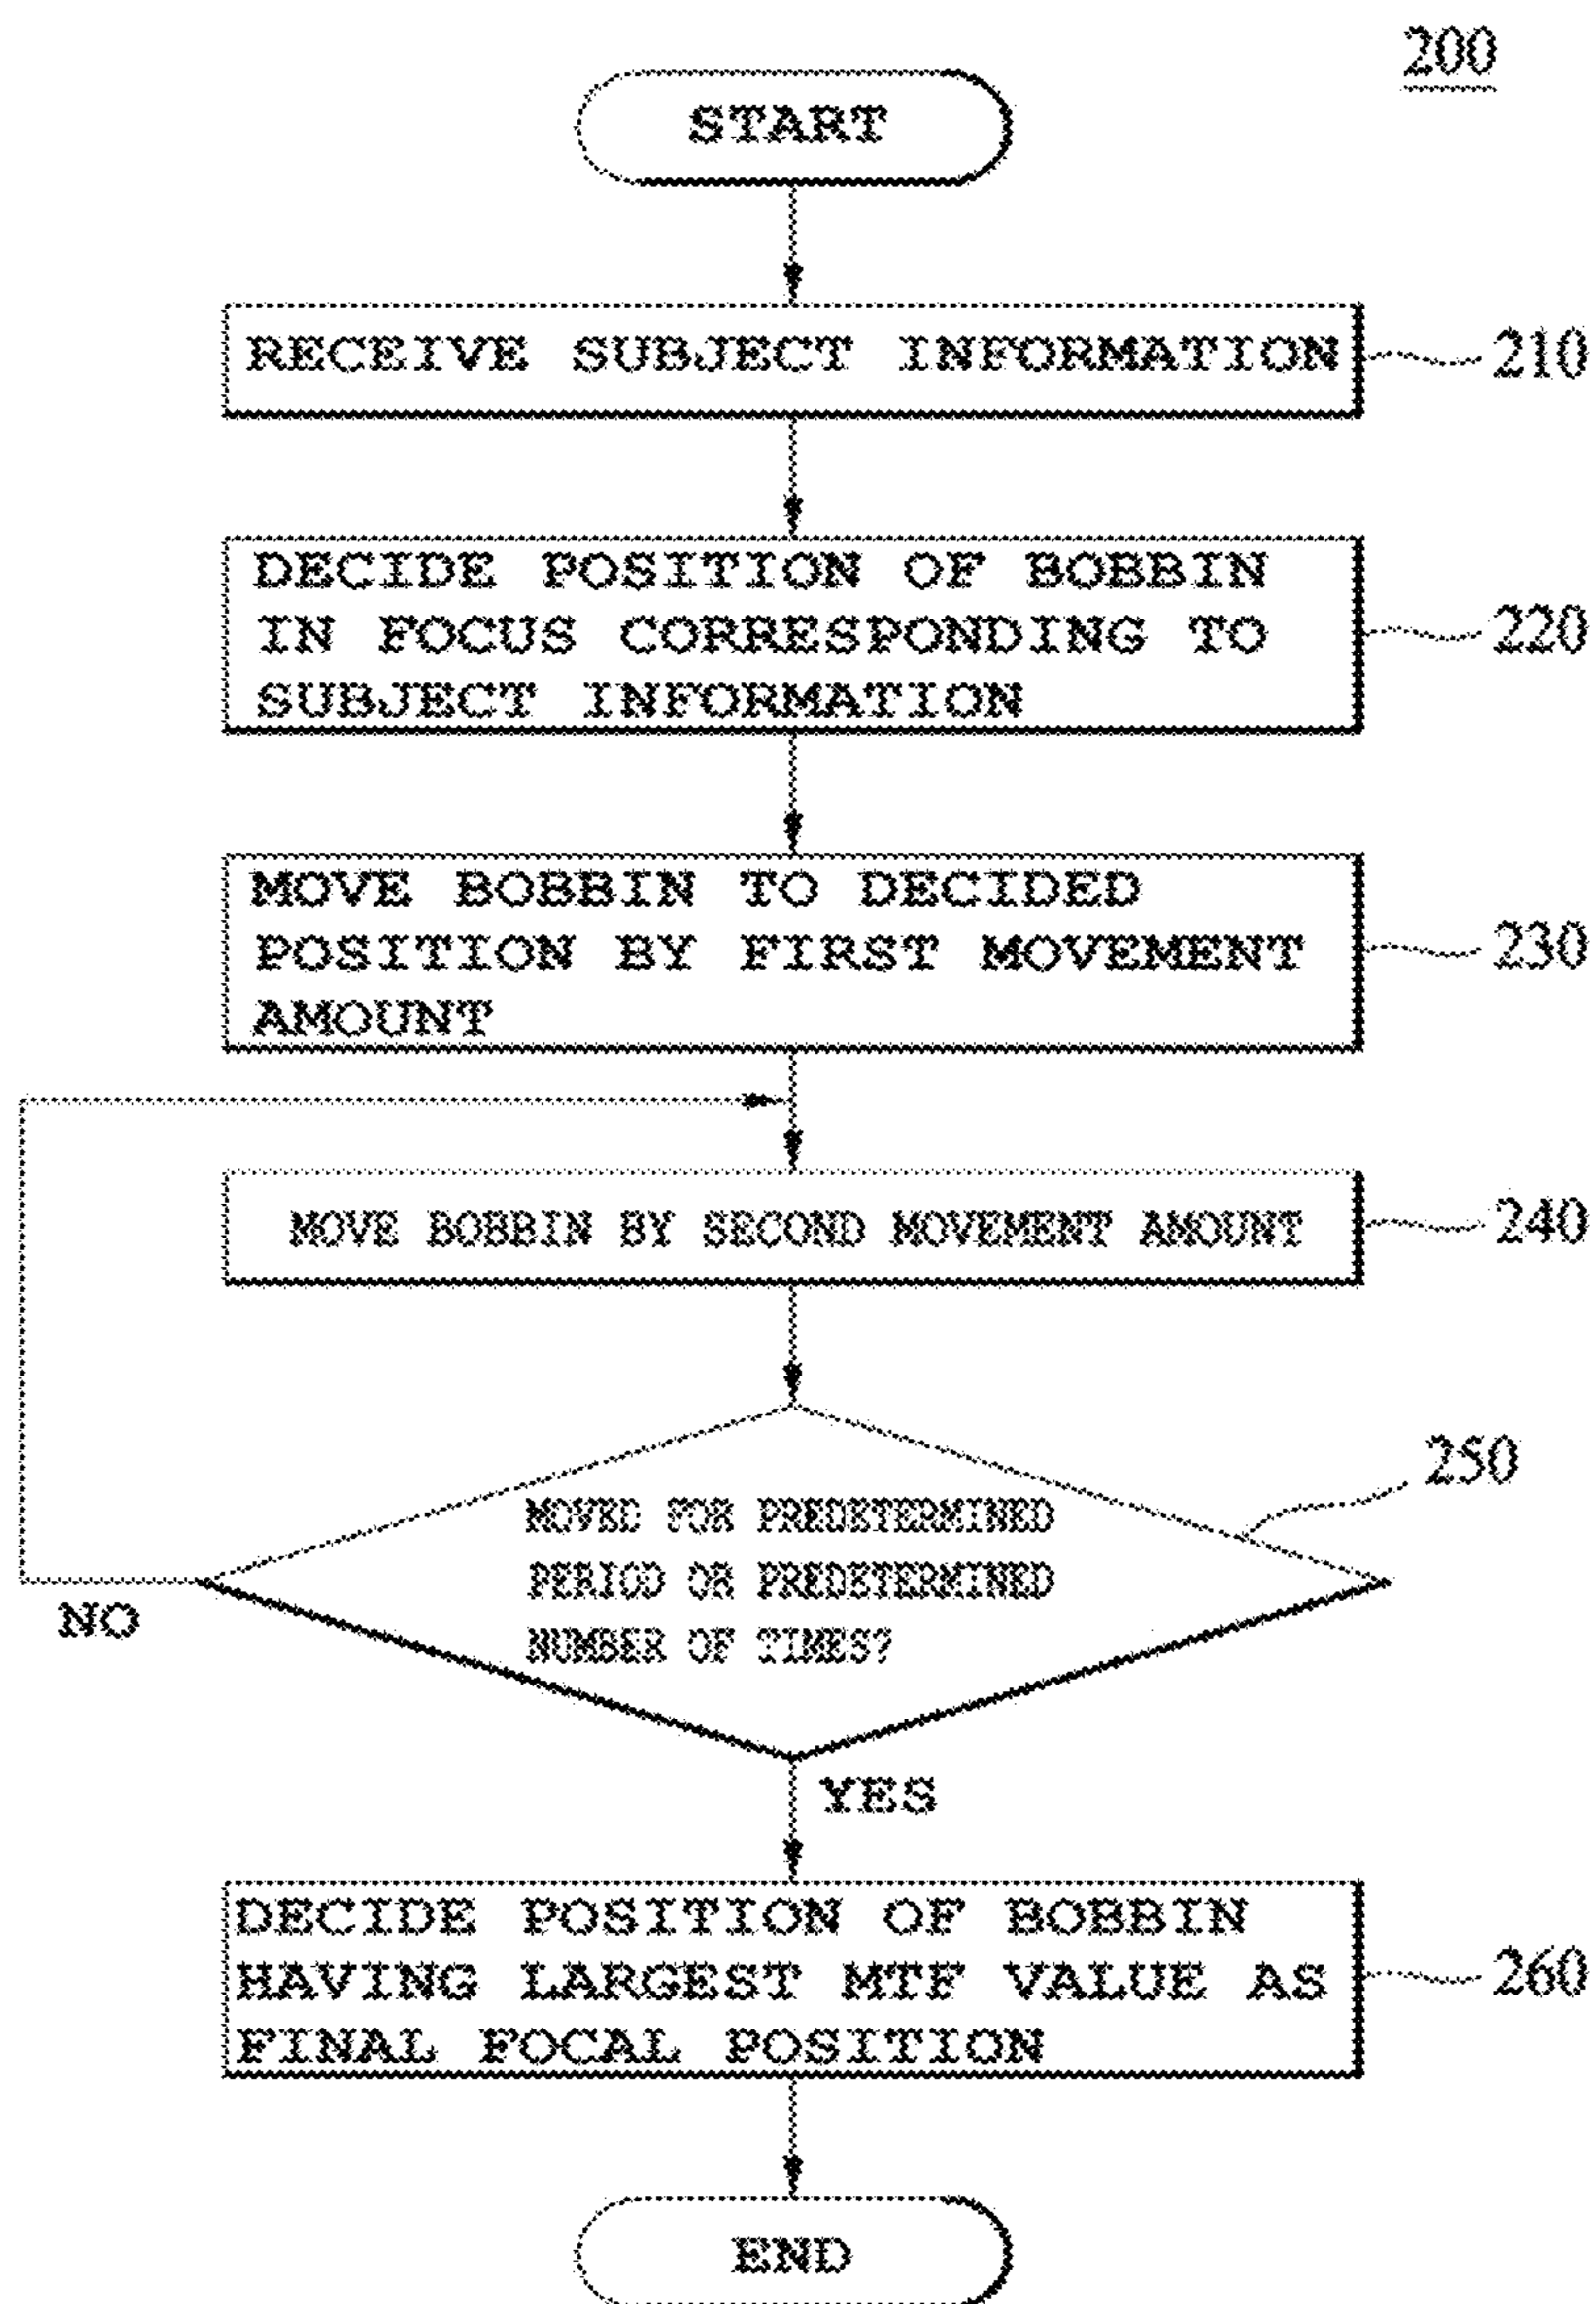 200
START
RECEIVE SUBJECT INFORMATION
210
DECIDE POSITION OF BOBBIN
IN FOCUS CORRESPONDING TO
SUBJECT INFORMATION
220
MOVE BOBBIN TO DECIDED
POSITION BY FIRST MOVEMENT
AMOUNT
230
MOVE BOBBIN BY SECOND MOVEMENT AMOUNT
240
250
MOVED FOR PREDETERMINED
PERIOD OR PREDETERMINED
NUMBER OF TIMES?
NO
YES
DECIDE POSITION OF BOBBIN
HAVING LARGEST MTF VALUE AS
FINAL FOCAL POSITION
260
END